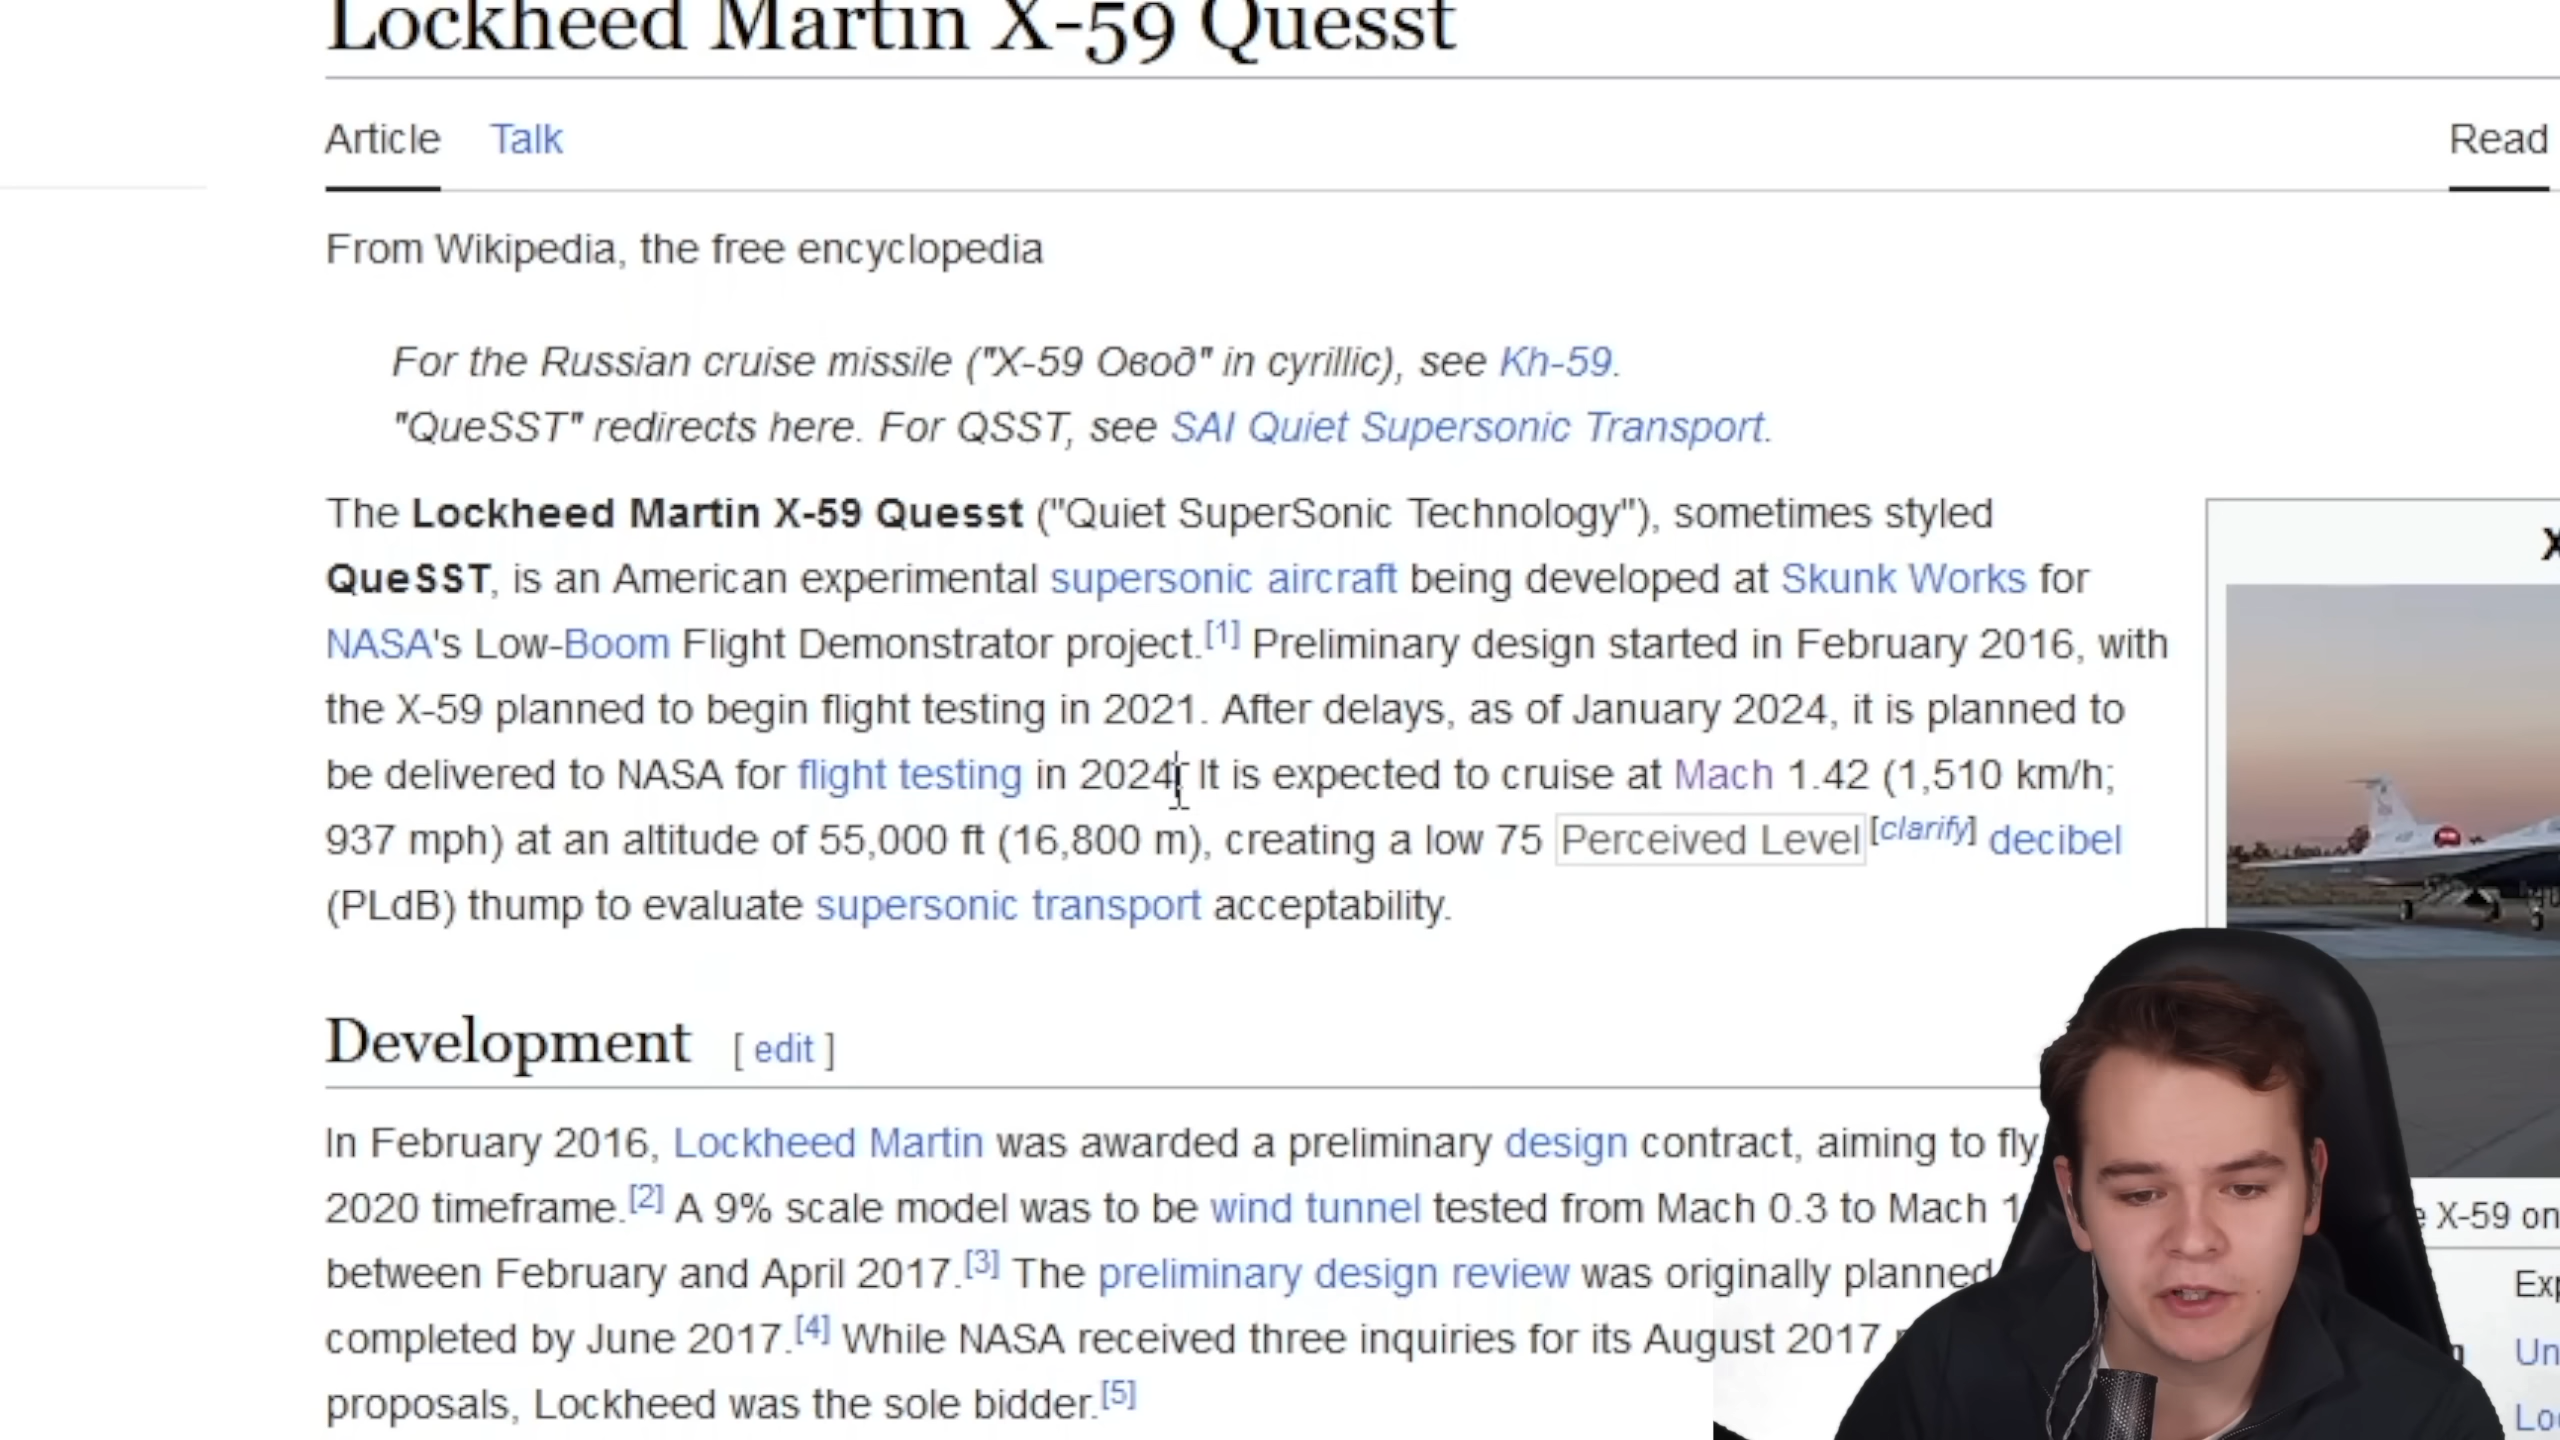 Lockheed Martin X-59 Quesst
Article Talk Read
From Wikipedia, the free encyclopedia
For the Russian cruise missile ("X-59 Овод" in cyrillic), see Kh-59.
"QueSST" redirects here. For QSST, see SAI Quiet Supersonic Transport.
The Lockheed Martin X-59 Quesst ("Quiet SuperSonic Technology"), sometimes styled
QueSST, is an American experimental supersonic aircraft being developed at Skunk Works for
NASA's Low-Boom Flight Demonstrator project.[1] Preliminary design started in February 2016, with
the X-59 planned to begin flight testing in 2021. After delays, as of January 2024, it is planned to
be delivered to NASA for flight testing in 2024. It is expected to cruise at Mach 1.42 (1,510 km/h;
937 mph) at an altitude of 55,000 ft (16,800 m), creating a low 75 Perceived Level[clarify] decibel
(PLdB) thump to evaluate supersonic transport acceptability.
Development [ edit ]
In February 2016, Lockheed Martin was awarded a preliminary design contract, aiming to fly
2020 timeframe.[2] A 9% scale model was to be wind tunnel tested from Mach 0.3 to Mach 1
between February and April 2017.[3] The preliminary design review was originally planned
completed by June 2017.[4] While NASA received three inquiries for its August 2017
proposals, Lockheed was the sole bidder.[5]
X
X-59 on
Exp
Un
Loc